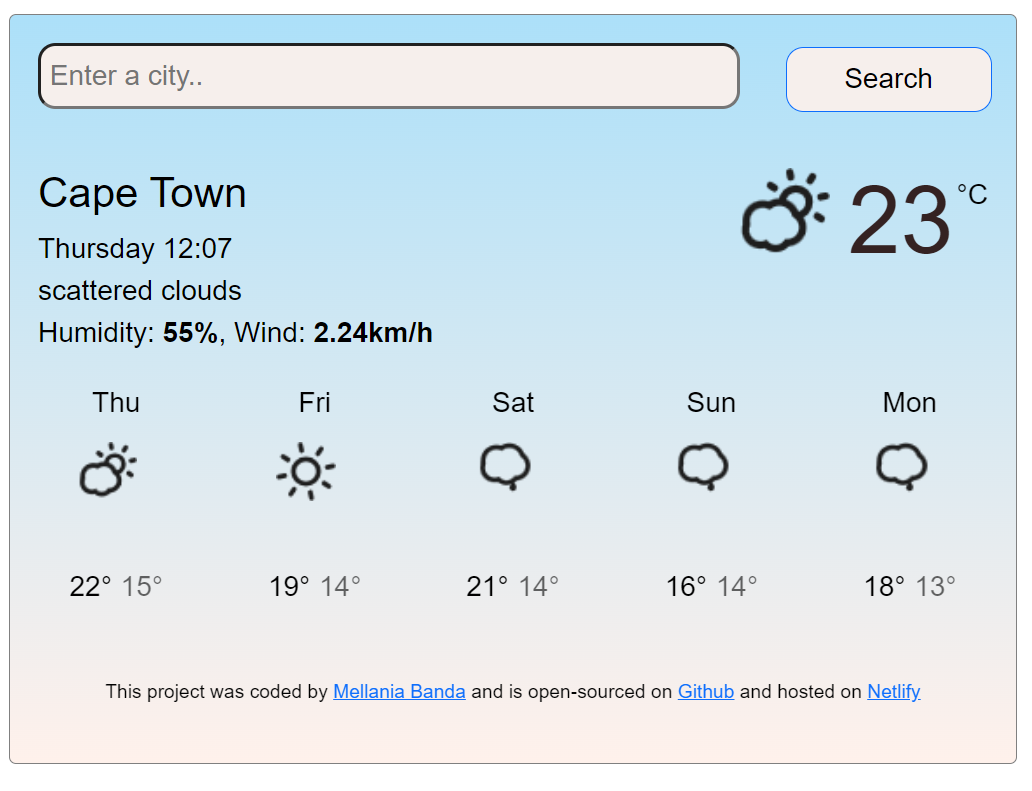 Enter a city..
Search
Cape Town
23 °C
Thursday 12:07
scattered clouds
Humidity: 55%, Wind: 2.24km/h
Thu Fri Sat Sun Mon
22° 15° 19° 14° 21° 14° 16° 14° 18° 13°
This project was coded by Mellania Banda and is open-sourced on Github and hosted on Netlify